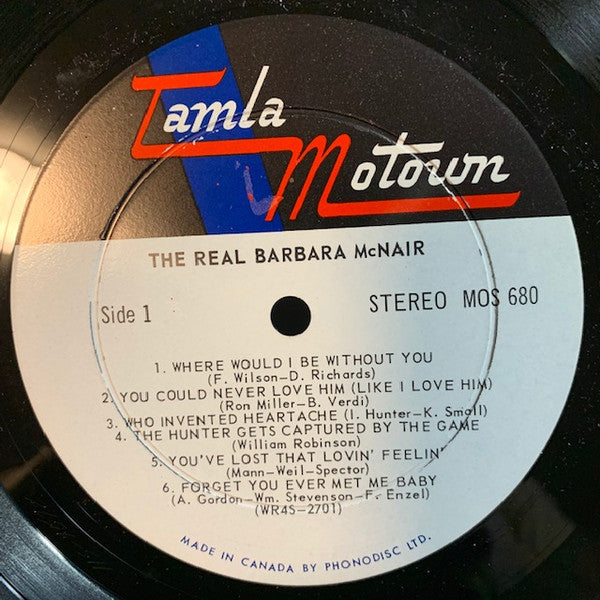 Tamla
Motown
THE REAL BARBARA McNAIR
Side 1
STEREO MOS 680
1. WHERE WOULD I BE WITHOUT YOU
(F. Wilson–D. Richards)
2. YOU COULD NEVER LOVE HIM (LIKE I LOVE HIM)
(Ron Miller–B. Verdi)
3. WHO INVENTED HEARTACHE (I. Hunter–K. Small)
4. THE HUNTER GETS CAPTURED BY THE GAME
(William Robinson)
5. YOU'VE LOST THAT LOVIN' FEELIN'
(Mann–Weil–Spector)
6. FORGET YOU EVER MET ME BABY
(A. Gordon–Wm. Stevenson–F. Enzel)
(WR4S-2701)
MADE IN CANADA BY PHONODISC LTD.